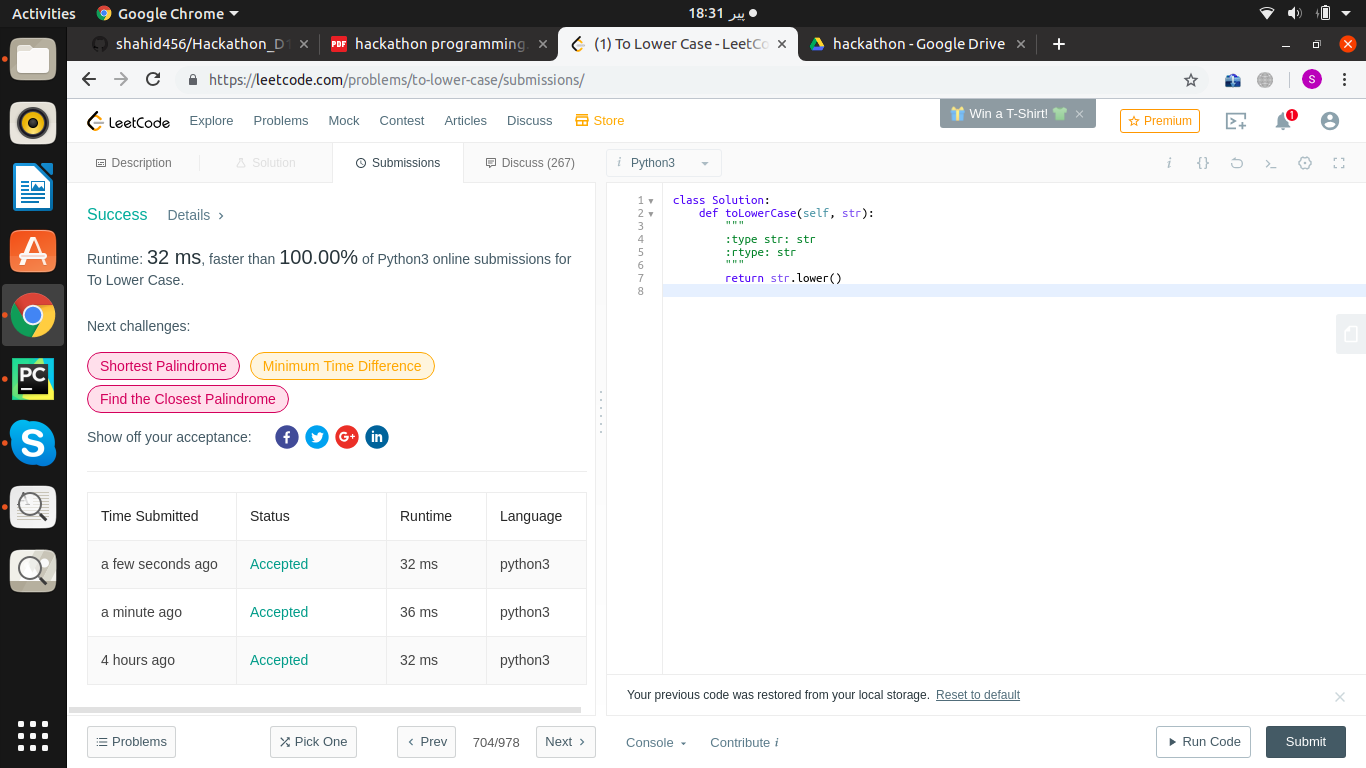 Activities
Google Chrome
18:31 پیر
shahid456/Hackathon_D1
PDF
hackathon programming.
(1) To Lower Case - LeetCo
hackathon - Google Drive
https://leetcode.com/problems/to-lower-case/submissions/
S
LeetCode
Explore
Problems
Mock
Contest
Articles
Discuss
Store
Win a T-Shirt!
Premium
1
Description
Solution
Submissions
Discuss (267)
i Python3
i {}
Success
Details
Runtime: 32 ms, faster than 100.00% of Python3 online submissions for
To Lower Case.
Next challenges:
Shortest Palindrome
Minimum Time Difference
Find the Closest Palindrome
Show off your acceptance:
f
G+
in
Time Submitted Status Runtime Language
a few seconds ago Accepted 32 ms python3
a minute ago Accepted 36 ms python3
4 hours ago Accepted 32 ms python3
1 class Solution:
2 def toLowerCase(self, str):
3 """
4 :type str: str
5 :rtype: str
6 """
7 return str.lower()
8
Your previous code was restored from your local storage. Reset to default
Problems
Pick One
Prev
704/978
Next
Console
Contribute i
Run Code
Submit
PC
S
A